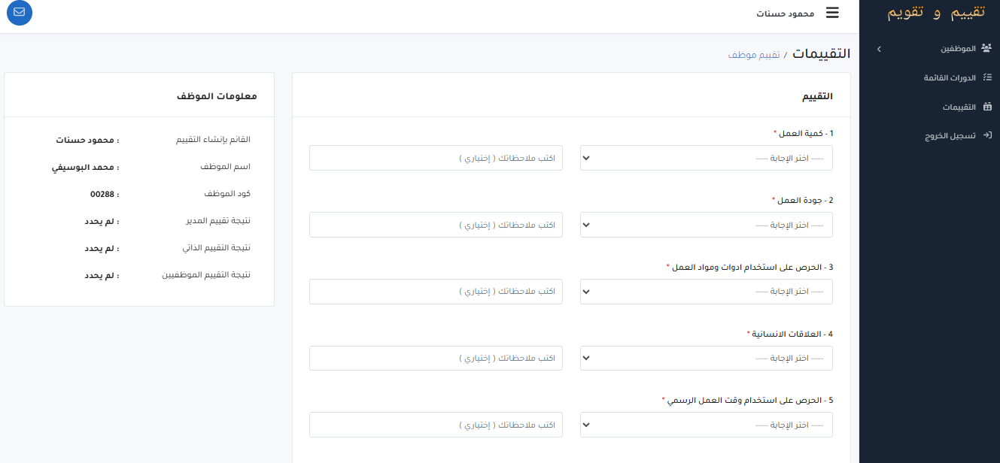 تقييم و تقويم
الموظفين
الدورات القائمة
التقييمات
تسجيل الخروج
محمود حسنات
التقييمات / تقييم موظف
التقييم
1 - كمية العمل *
----- اختر الإجابة -----
اكتب ملاحظاتك ( إختياري )
2 - جودة العمل *
----- اختر الإجابة -----
اكتب ملاحظاتك ( إختياري )
3 - الحرص على استخدام ادوات ومواد العمل *
----- اختر الإجابة -----
اكتب ملاحظاتك ( إختياري )
4 - العلاقات الانسانية *
----- اختر الإجابة -----
اكتب ملاحظاتك ( إختياري )
5 - الحرص على استخدام وقت العمل الرسمي *
----- اختر الإجابة -----
اكتب ملاحظاتك ( إختياري )
معلومات الموظف
القائم بإنشاء التقييم : محمود حسنات
اسم الموظف : محمد البوسيفي
كود الموظف : 00288
نتيجة تقييم المدير : لم يحدد
نتيجة التقييم الذاتي : لم يحدد
نتيجة التقييم الموظفيين : لم يحدد